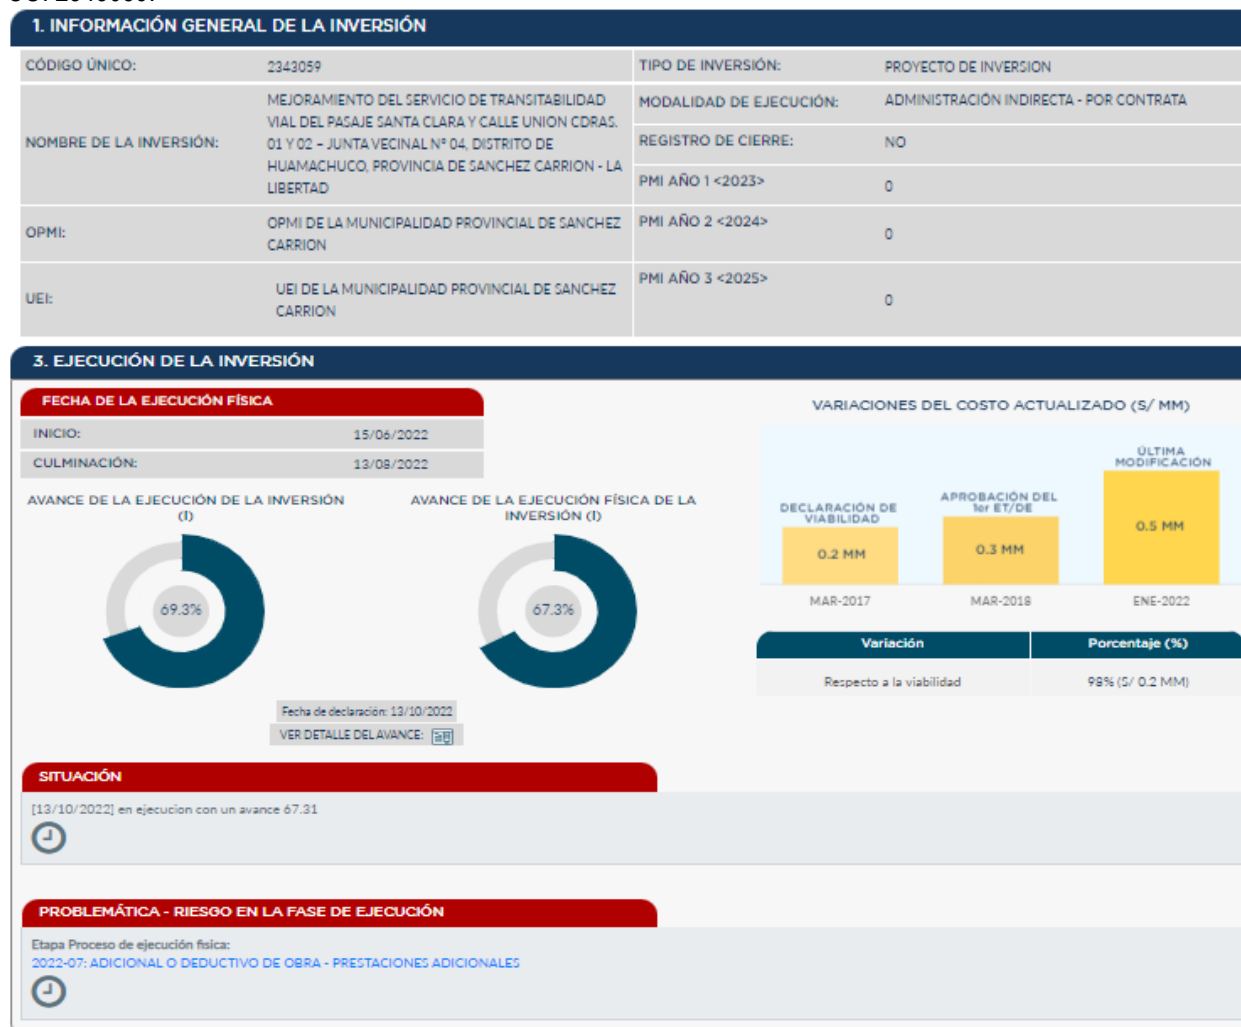 1. INFORMACIÓN GENERAL DE LA INVERSIÓN
CÓDIGO ÚNICO: 2343059 TIPO DE INVERSIÓN: PROYECTO DE INVERSION
NOMBRE DE LA INVERSIÓN:
MEJORAMIENTO DEL SERVICIO DE TRANSITABILIDAD
VIAL DEL PASAJE SANTA CLARA Y CALLE UNION CDRAS.
01 Y 02 – JUNTA VECINAL Nº 04, DISTRITO DE
HUAMACHUCO, PROVINCIA DE SANCHEZ CARRION - LA
LIBERTAD
MODALIDAD DE EJECUCIÓN: ADMINISTRACIÓN INDIRECTA - POR CONTRATA
REGISTRO DE CIERRE: NO
PMI AÑO 1 <2023> 0
OPMI:
OPMI DE LA MUNICIPALIDAD PROVINCIAL DE SANCHEZ
CARRION
PMI AÑO 2 <2024> 0
UEI:
UEI DE LA MUNICIPALIDAD PROVINCIAL DE SANCHEZ
CARRION
PMI AÑO 3 <2025> 0
3. EJECUCIÓN DE LA INVERSIÓN
FECHA DE LA EJECUCIÓN FÍSICA
INICIO: 15/06/2022
CULMINACIÓN: 13/08/2022
AVANCE DE LA EJECUCIÓN DE LA INVERSIÓN
(I)
69.3%
AVANCE DE LA EJECUCIÓN FÍSICA DE LA
INVERSIÓN (I)
67.3%
Fecha de declaración: 13/10/2022
VER DETALLE DEL AVANCE:
VARIACIONES DEL COSTO ACTUALIZADO (S/ MM)
DECLARACIÓN DE
VIABILIDAD
0.2 MM
MAR-2017
APROBACIÓN DEL
1er ET/DE
0.3 MM
MAR-2018
ÚLTIMA
MODIFICACIÓN
0.5 MM
ENE-2022
Variación Porcentaje (%)
Respecto a la viabilidad 98% (S/ 0.2 MM)
SITUACIÓN
[13/10/2022] en ejecucion con un avance 67.31
PROBLEMÁTICA - RIESGO EN LA FASE DE EJECUCIÓN
Etapa Proceso de ejecución fisica:
2022-07: ADICIONAL O DEDUCTIVO DE OBRA - PRESTACIONES ADICIONALES